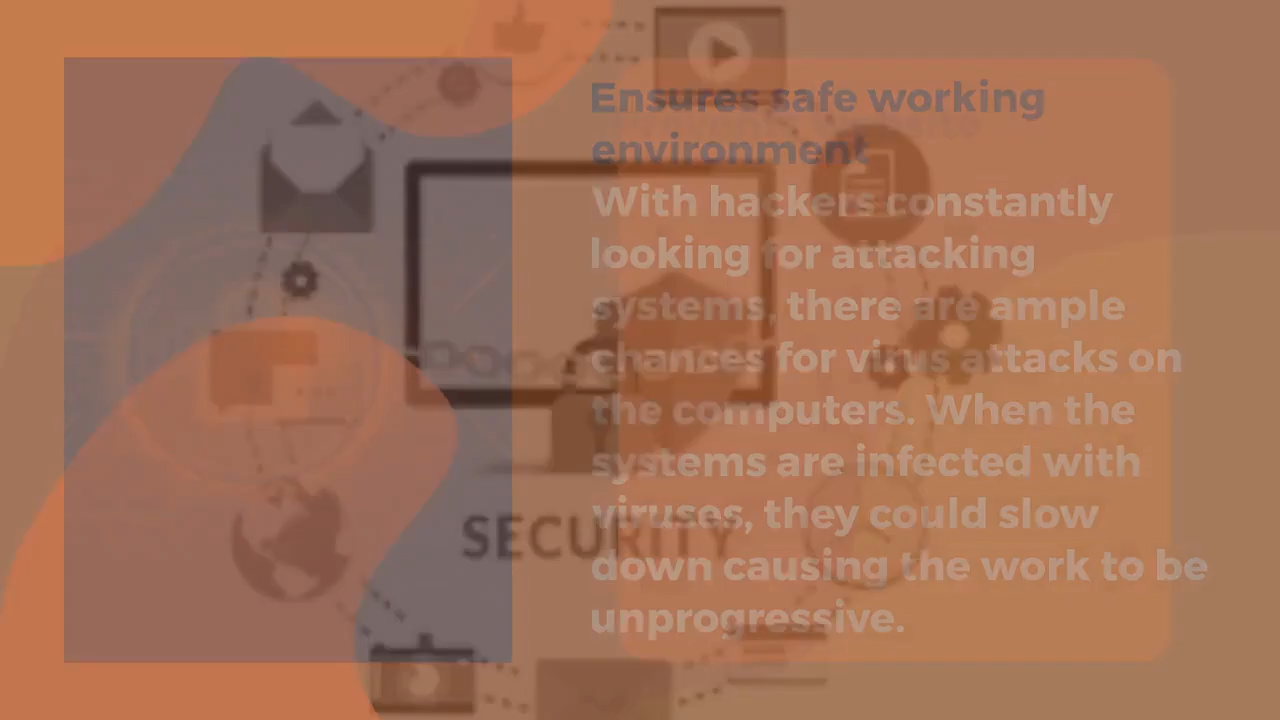 Ensures safe working
environment
With hackers constantly
looking for attacking
systems, there are ample
chances for virus attacks on
the computers. When the
systems are infected with
viruses, they could slow
down causing the work to be
unprogressive.
SECURITY